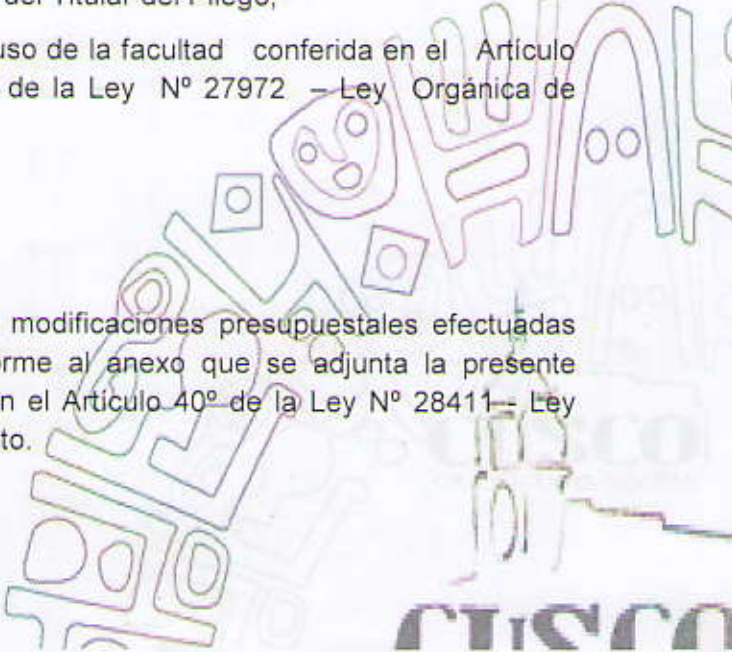 del Titular del Pliego,
uso de la facultad conferida en el Artículo
de la Ley Nº 27972 – Ley Orgánica de
modificaciones presupuestales efectuadas
orme al anexo que se adjunta la presente
n el Artículo 40º de la Ley Nº 28411 - Ley
to.
CUSCO
CUSCO